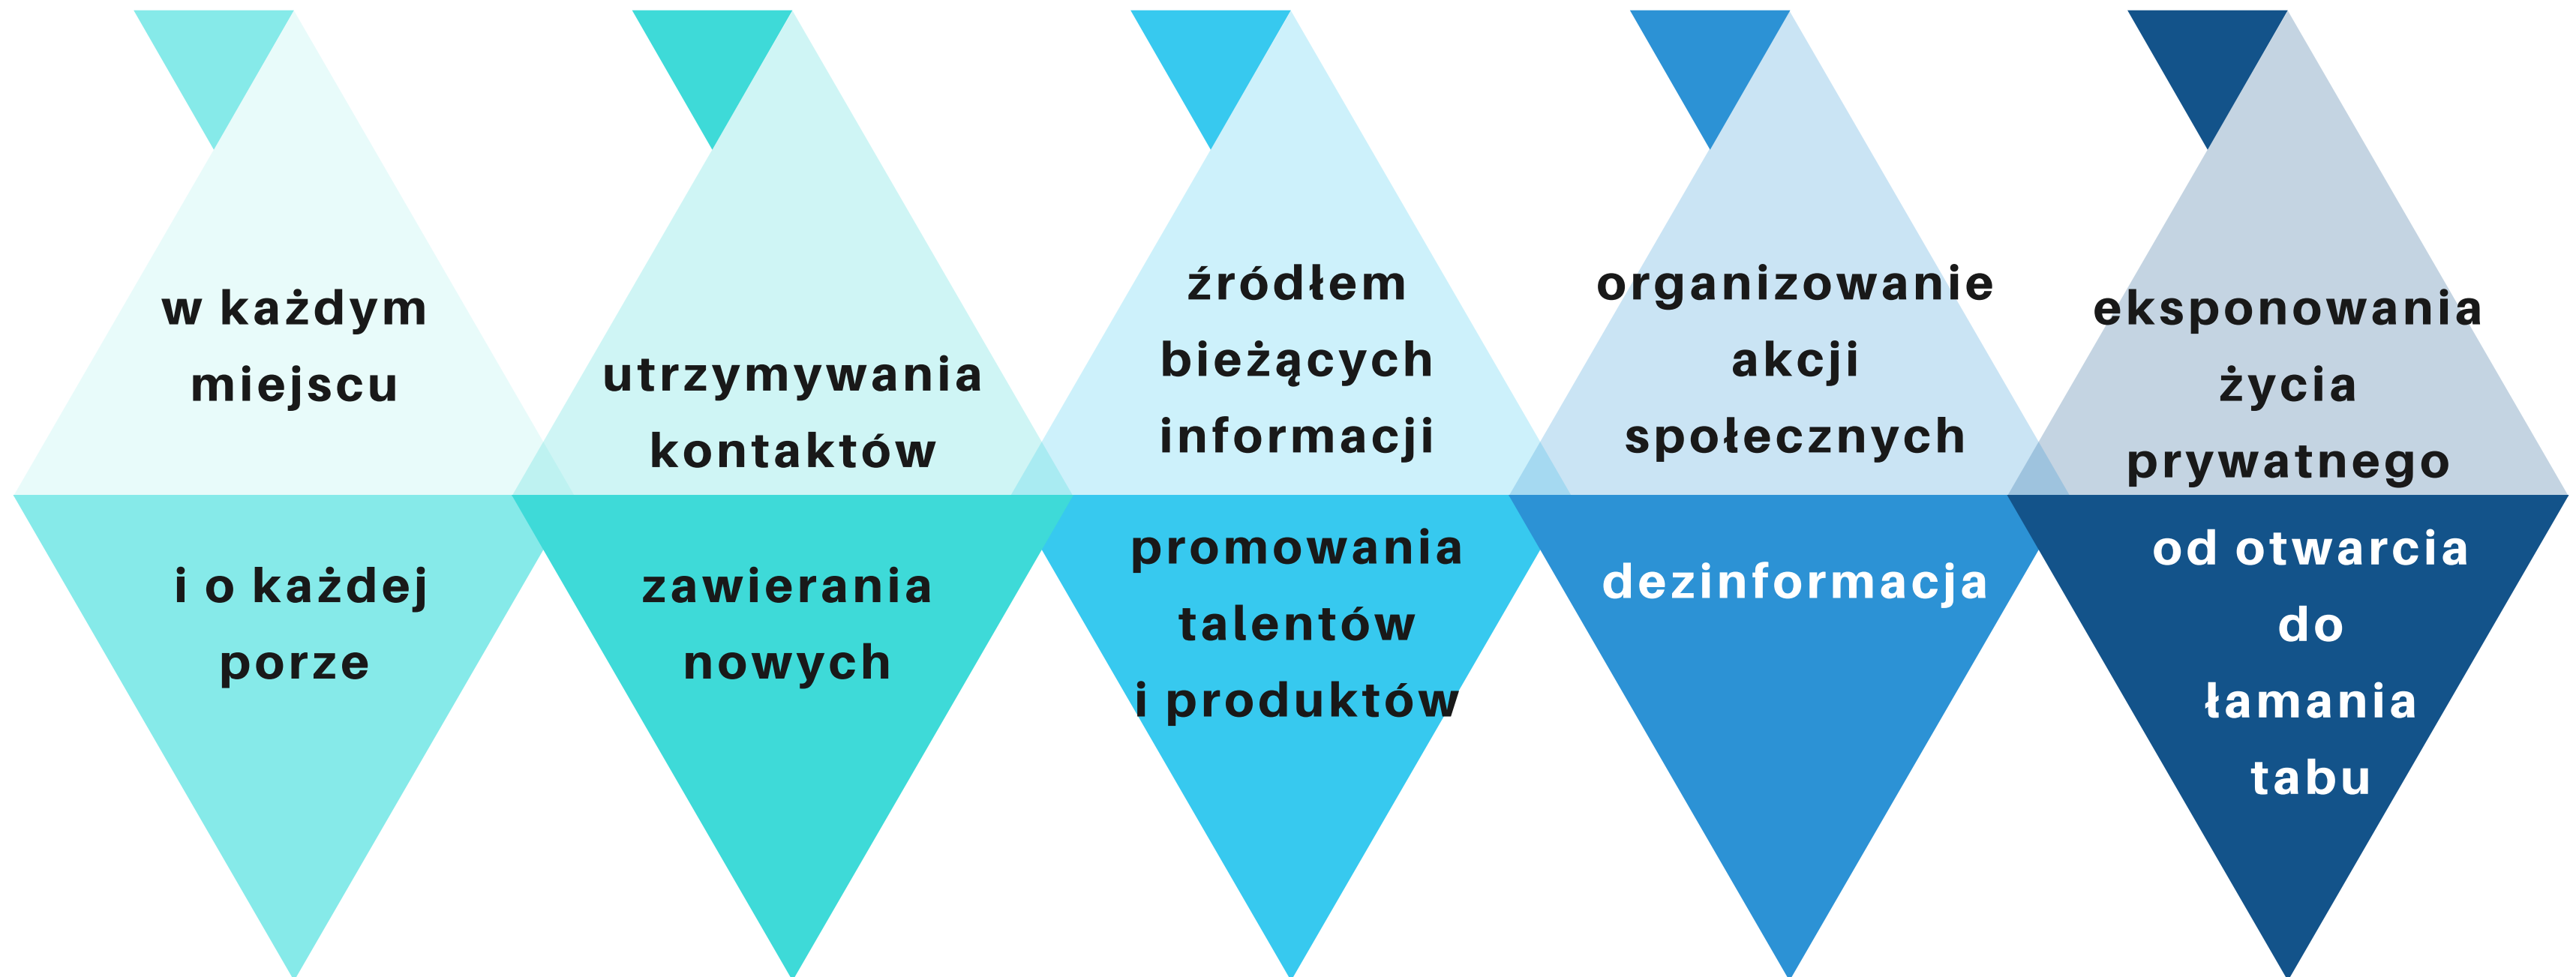 w każdym
miejscu
i o każdej
porze
utrzymywania
kontaktów
zawierania
nowych
źródłem
bieżących
informacji
promowania
talentów
i produktów
organizowanie
akcji
społecznych
dezinformacja
eksponowania
życia
prywatnego
od otwarcia
do
łamania
tabu